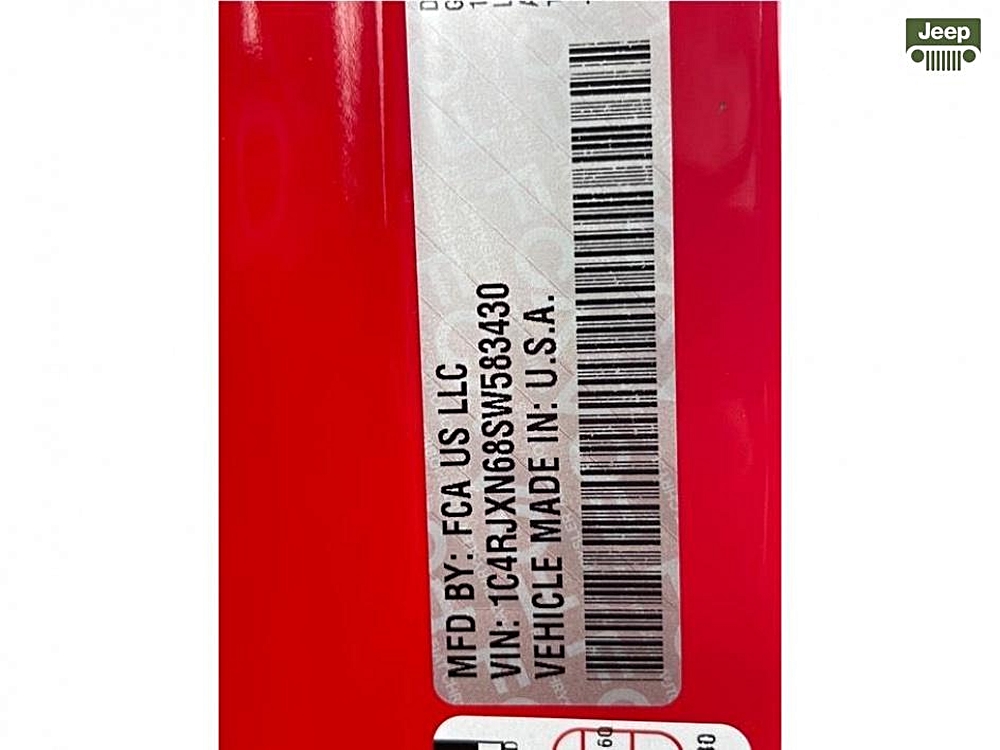 Jeep
MFD BY: FCA US LLC
VIN: 1C4RJXN68SW583430
VEHICLE MADE IN: U.S.A.